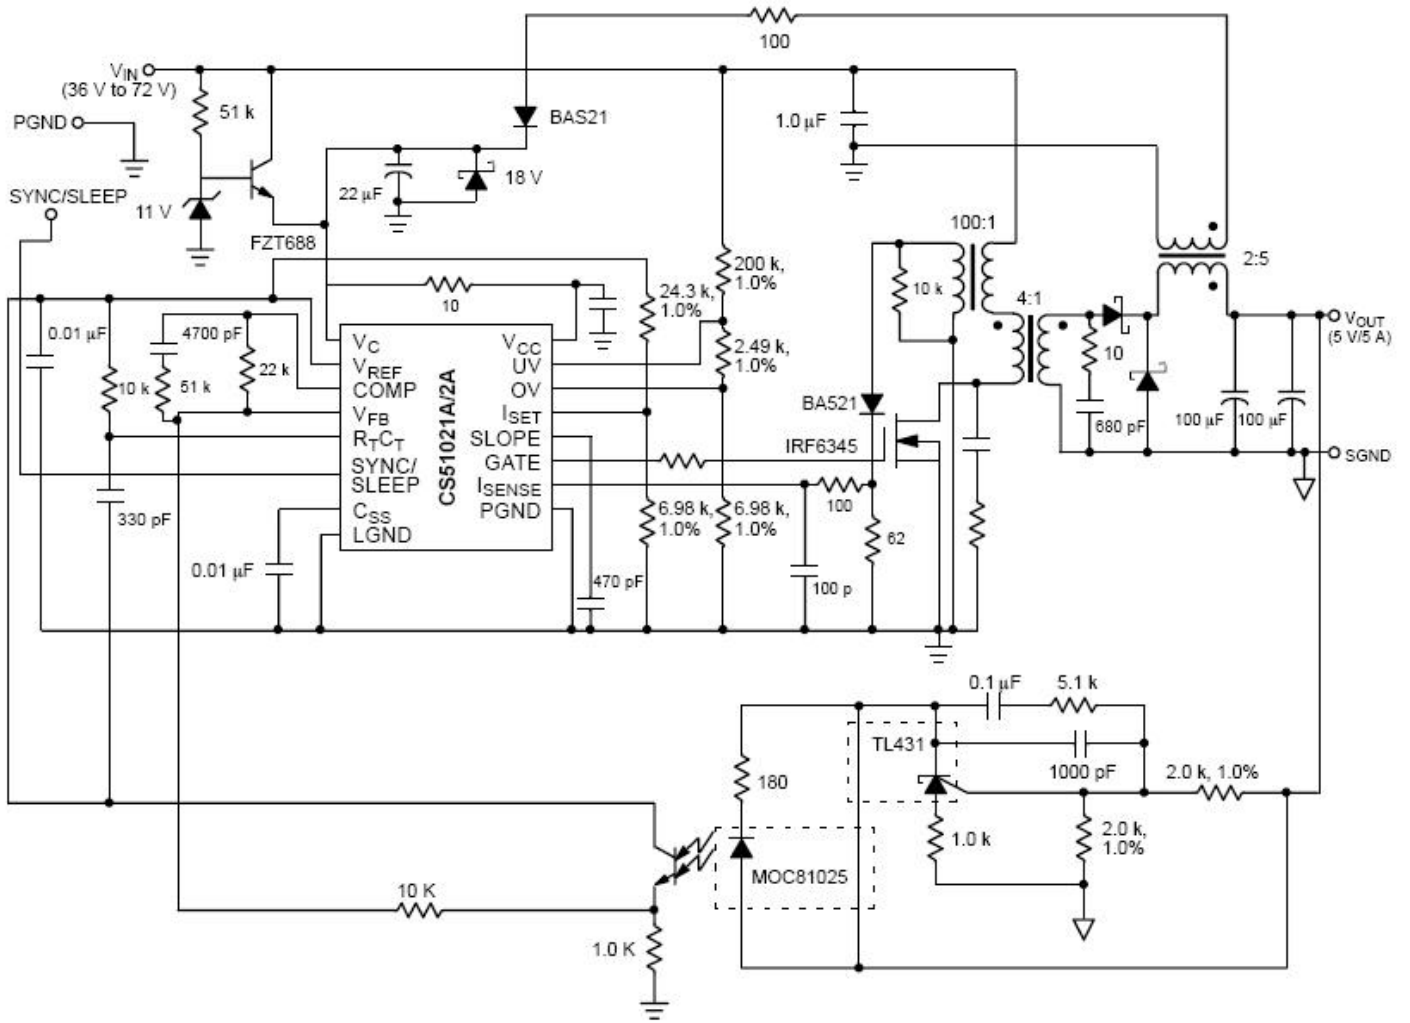 100
VIN
(36 V to 72 V)
51 k
BAS21
1.0 µF
PGND
22 µF
18 V
SYNC/SLEEP
11 V
FZT688
100:1
2:5
200 k,
1.0%
10 k
10
24.3 k,
1.0%
4:1
0.01 µF
4700 pF
VOUT
(5 V/5 A)
VC
VCC
2.49 k,
1.0%
10
VREF
UV
22 k
10 k
51 k
COMP
OV
BA521
VFB
ISET
100 µF
100 µF
680 pF
RTCT
SLOPE
IRF6345
SYNC/
SLEEP
GATE
SGND
CS51021A/2A
ISENSE
100
330 pF
CSS
PGND
6.98 k,
1.0%
6.98 k,
1.0%
LGND
62
0.01 µF
470 pF
100 p
0.1 µF
5.1 k
TL431
1000 pF
2.0 k, 1.0%
180
1.0 k
2.0 k,
1.0%
MOC81025
10 K
1.0 K